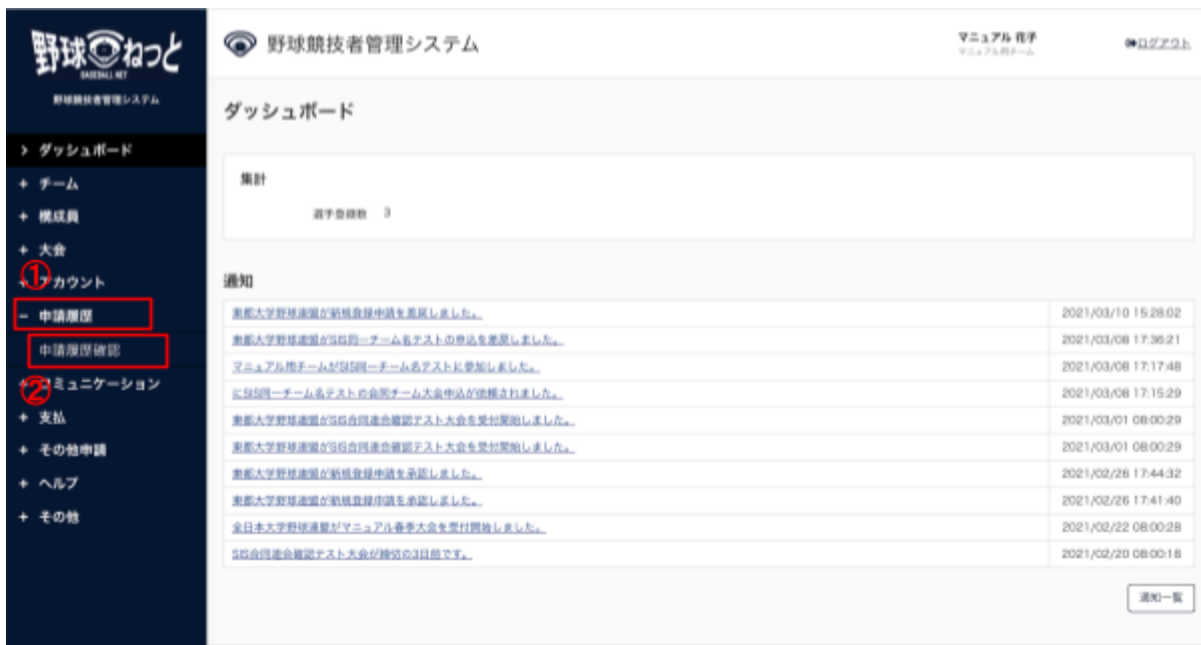 野球ねっと
BASEBALL NET
野球競技者管理システム
> ダッシュボード
+ チーム
+ 構成員
+ 大会
①
+ アカウント
- 申請履歴
申請履歴確認
②
+ コミュニケーション
+ 支払
+ その他申請
+ ヘルプ
+ その他
野球競技者管理システム
マニュアル 花子
マニュアル用チーム
ログアウト
ダッシュボード
集計
選手登録数 3
通知
東都大学野球連盟が新規登録申請を差戻しました。 2021/03/10 15:28:02
東都大学野球連盟がSIS同一チーム名テストの申込を差戻しました。 2021/03/08 17:36:21
マニュアル用チームがSIS同一チーム名テストに参加しました。 2021/03/08 17:17:48
にSIS同一チーム名テストの合同チーム大会申込が依頼されました。 2021/03/08 17:15:29
東都大学野球連盟がSIS合同連合確認テスト大会を受付開始しました。 2021/03/01 08:00:29
東都大学野球連盟がSIS合同連合確認テスト大会を受付開始しました。 2021/03/01 08:00:29
東都大学野球連盟が新規登録申請を承認しました。 2021/02/26 17:44:32
東都大学野球連盟が新規登録申請を承認しました。 2021/02/26 17:41:40
全日本大学野球連盟がマニュアル春季大会を受付開始しました。 2021/02/22 08:00:28
SIS合同連合確認テスト大会が締切の3日前です。 2021/02/20 08:00:18
通知一覧